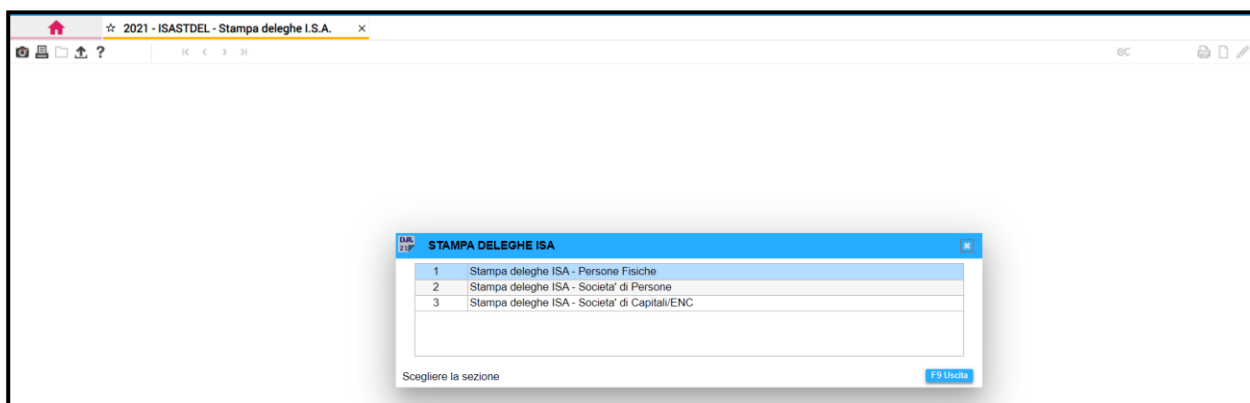 ☆ 2021 - ISASTDEL - Stampa deleghe I.S.A. ×
?
ec
STAMPA DELEGHE ISA
1 Stampa deleghe ISA - Persone Fisiche
2 Stampa deleghe ISA - Societa' di Persone
3 Stampa deleghe ISA - Societa' di Capitali/ENC
Scegliere la sezione F9 Uscita